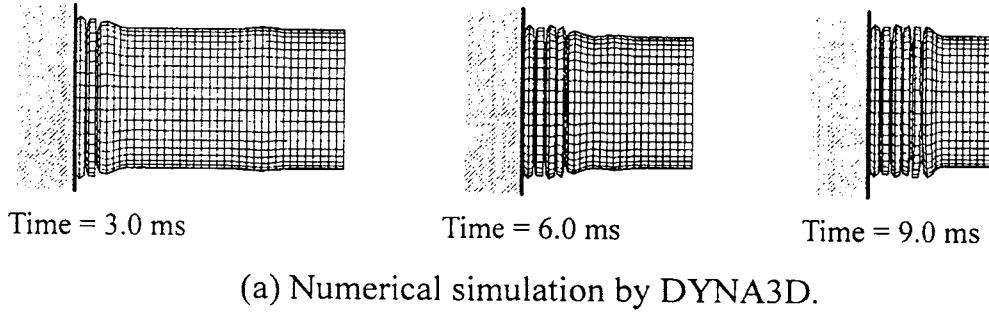 Time = 3.0 ms
Time = 6.0 ms
Time = 9.0 ms
(a) Numerical simulation by DYNA3D.